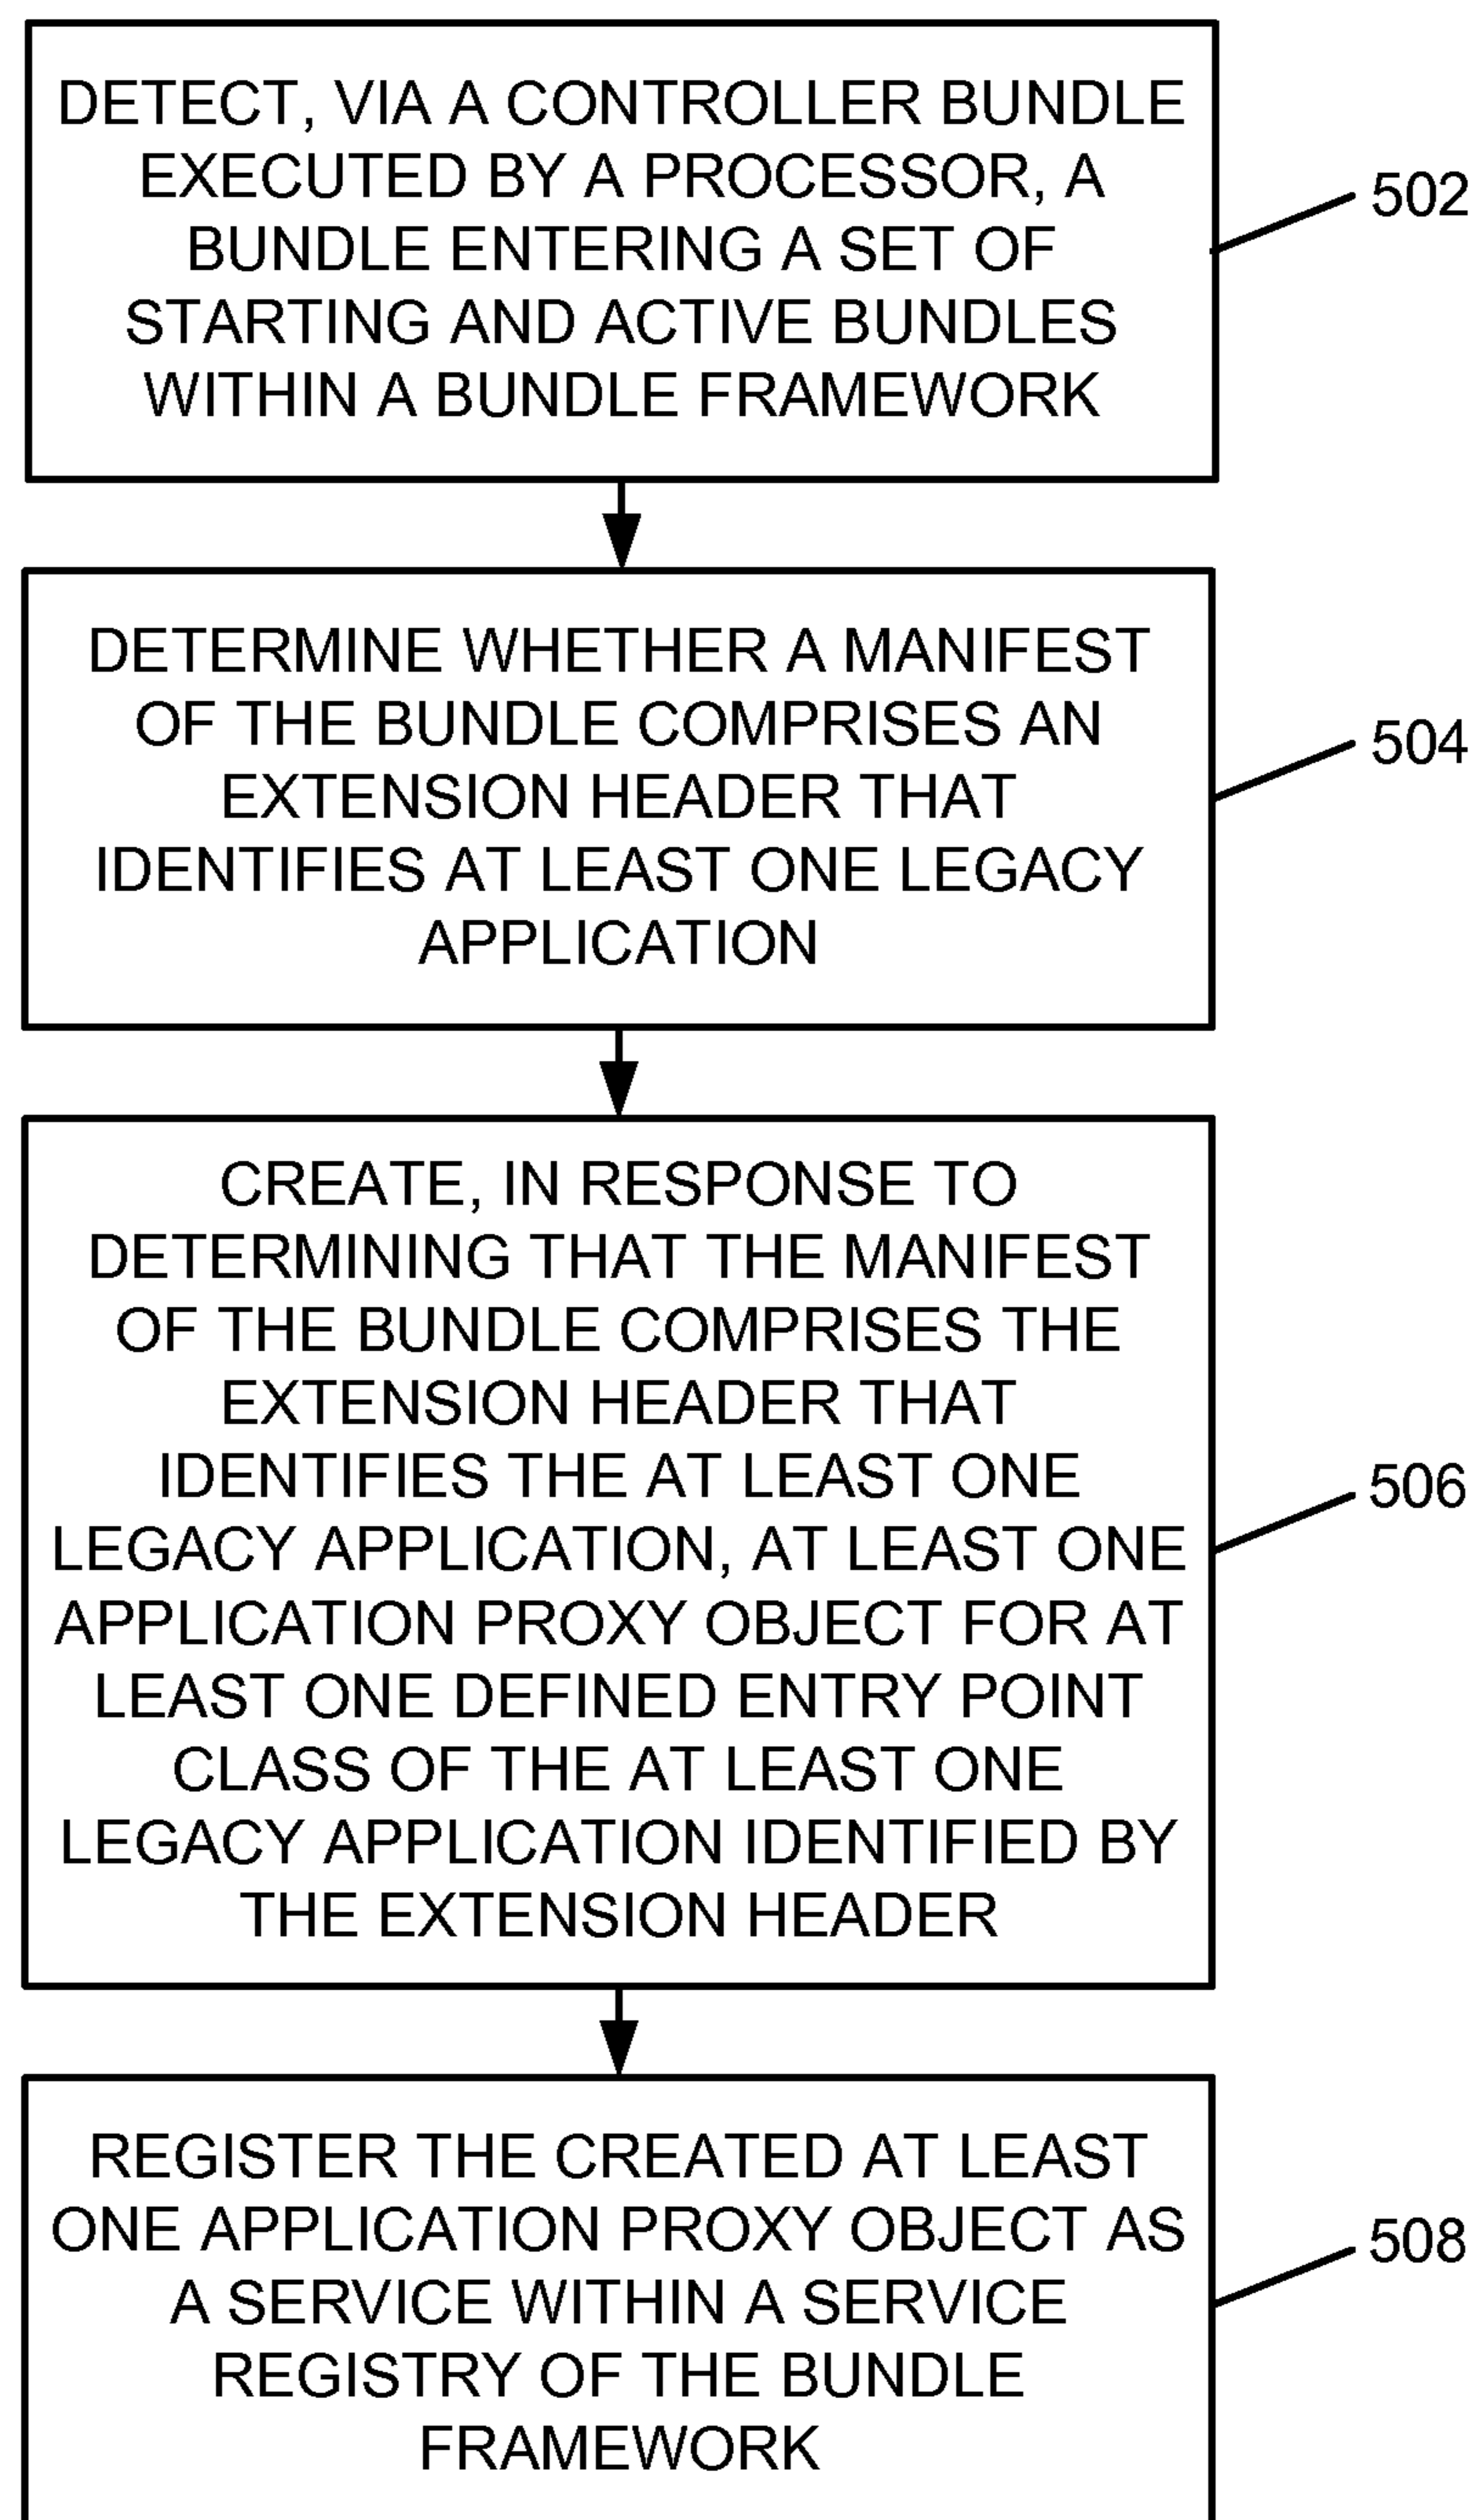 DETECT, VIA A CONTROLLER BUNDLE
EXECUTED BY A PROCESSOR, A
BUNDLE ENTERING A SET OF
STARTING AND ACTIVE BUNDLES
WITHIN A BUNDLE FRAMEWORK
502
DETERMINE WHETHER A MANIFEST
OF THE BUNDLE COMPRISES AN
EXTENSION HEADER THAT
IDENTIFIES AT LEAST ONE LEGACY
APPLICATION
504
CREATE, IN RESPONSE TO
DETERMINING THAT THE MANIFEST
OF THE BUNDLE COMPRISES THE
EXTENSION HEADER THAT
IDENTIFIES THE AT LEAST ONE
LEGACY APPLICATION, AT LEAST ONE
APPLICATION PROXY OBJECT FOR AT
LEAST ONE DEFINED ENTRY POINT
CLASS OF THE AT LEAST ONE
LEGACY APPLICATION IDENTIFIED BY
THE EXTENSION HEADER
506
REGISTER THE CREATED AT LEAST
ONE APPLICATION PROXY OBJECT AS
A SERVICE WITHIN A SERVICE
REGISTRY OF THE BUNDLE
FRAMEWORK
508